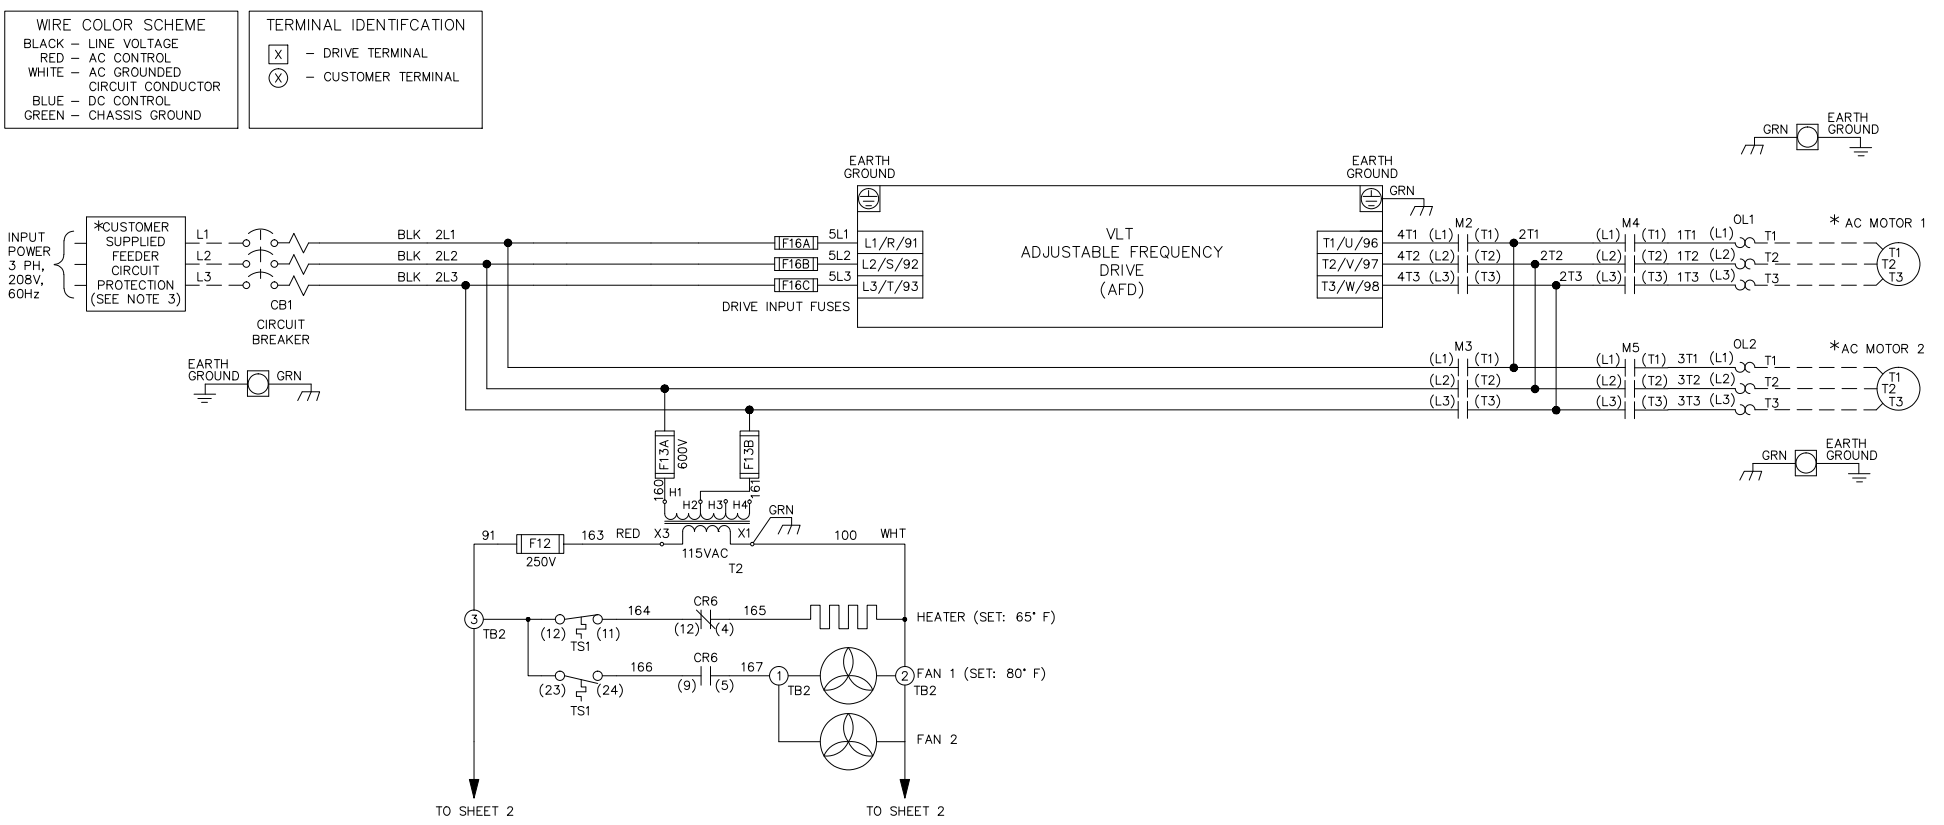 WIRE COLOR SCHEME
BLACK – LINE VOLTAGE
RED – AC CONTROL
WHITE – AC GROUNDED
CIRCUIT CONDUCTOR
BLUE – DC CONTROL
GREEN – CHASSIS GROUND
TERMINAL IDENTIFCATION
X – DRIVE TERMINAL
X – CUSTOMER TERMINAL
GRN
EARTH
GROUND
EARTH
GROUND
EARTH
GROUND
GRN
INPUT
POWER
3 PH,
208V,
60Hz
*CUSTOMER
SUPPLIED
FEEDER
CIRCUIT
PROTECTION
(SEE NOTE 3)
L1
L2
L3
CB1
CIRCUIT
BREAKER
BLK 2L1
BLK 2L2
BLK 2L3
F16A 5L1 L1/R/91
F16B 5L2 L2/S/92
F16C 5L3 L3/T/93
DRIVE INPUT FUSES
VLT
ADJUSTABLE FREQUENCY
DRIVE
(AFD)
M2 M4 OL1
T1/U/96 4T1 (L1) (T1) 2T1 (L1) (T1) 1T1 (L1) T1
T2/V/97 4T2 (L2) (T2) 2T2 (L2) (T2) 1T2 (L2) T2
T3/W/98 4T3 (L3) (T3) 2T3 (L3) (T3) 1T3 (L3) T3
* AC MOTOR 1
T1
T2
T3
EARTH
GROUND GRN
M3 M5 OL2
(L1) (T1) (L1) (T1) 3T1 (L1) T1
(L2) (T2) (L2) (T2) 3T2 (L2) T2
(L3) (T3) (L3) (T3) 3T3 (L3) T3
*AC MOTOR 2
T1
T2
T3
GRN
EARTH
GROUND
F13A
600V
F13B
160
161
H1
H2 H3 H4
GRN
91 F12 163 RED X3 X1 100 WHT
250V
115VAC
T2
3
TB2
(12) (11)
TS1
164
CR6
(12) (4)
165
HEATER (SET: 65° F)
(23) (24)
TS1
166
CR6
(9) (5)
167
1
TB2
2
TB2
FAN 1 (SET: 80° F)
FAN 2
TO SHEET 2
TO SHEET 2